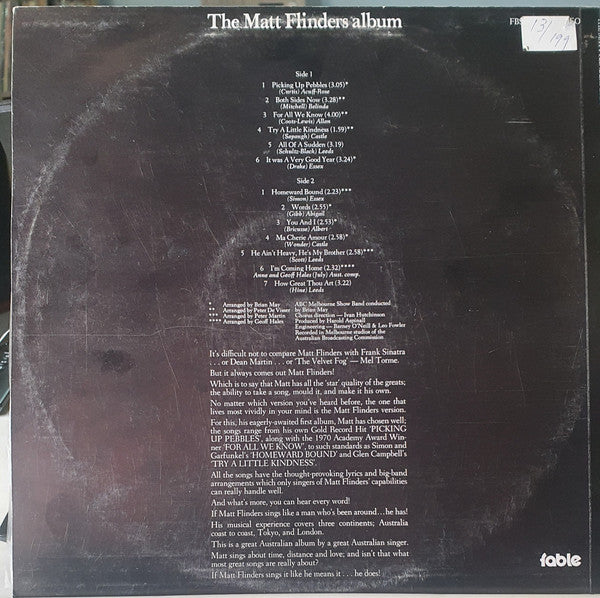 The Matt Flinders album
FBS
13/
199
Side 1
1 Picking Up Pebbles (3.05)*
(Curtis) Acuff-Rose
2 Both Sides Now (3.28)**
(Mitchell) Belinda
3 For All We Know (4.00)**
(Coots-Lewis) Allan
4 Try A Little Kindness (1.59)**
(Sapaugh) Castle
5 All Of A Sudden (3.19)
(Schultz-Black) Leeds
6 It was A Very Good Year (3.24)*
(Drake) Essex
Side 2
1 Homeward Bound (2.23)***
(Simon) Essex
2 Words (2.55)*
(Gibb) Abigail
3 You And I (2.53)*
(Bricusse) Albert
4 Ma Cherie Amour (2.58)*
(Wonder) Castle
5 He Ain't Heavy, He's My Brother (2.58)***
(Scott) Leeds
6 I'm Coming Home (2.32)****
Anne and Geoff Hales (July) Aust. comp.
7 How Great Thou Art (3.22)
(Hine) Leeds
* Arranged by Brian May
** Arranged by Peter De Visser
*** Arranged by Peter Martin
**** Arranged by Geoff Hales
ABC Melbourne Show Band conducted
by Brian May
Chorus direction — Ivan Hutchinson
Produced by Harold Aspinall
Engineering — Barney O'Neill & Leo Fowler
Recorded in Melbourne studios of the
Australian Broadcasting Commission
It's difficult not to compare Matt Flinders with Frank Sinatra
. . . or Dean Martin . . . or 'The Velvet Fog' — Mel Torme.
But it always comes out Matt Flinders!
Which is to say that Matt has all the 'star' quality of the greats;
the ability to take a song, mould it, and make it his own.
No matter which version you've heard before, the one that
lives most vividly in your mind is the Matt Flinders version.
For this, his eagerly-awaited first album, Matt has chosen well;
the songs range from his own Gold Record Hit 'PICKING
UP PEBBLES', along with the 1970 Academy Award Win-
ner 'FOR ALL WE KNOW', to such standards as Simon and
Garfunkel's 'HOMEWARD BOUND' and Glen Campbell's
'TRY A LITTLE KINDNESS'.
All the songs have the thought-provoking lyrics and big-band
arrangements which only singers of Matt Flinders' capabilities
can really handle well.
And what's more, you can hear every word!
If Matt Flinders sings like a man who's been around . . .he has!
His musical experience covers three continents; Australia
coast to coast, Tokyo, and London.
This is a great Australian album by a great Australian singer.
Matt sings about time, distance and love; and isn't that what
most great songs are really about?
If Matt Flinders sings it like he means it . . . he does!
fable